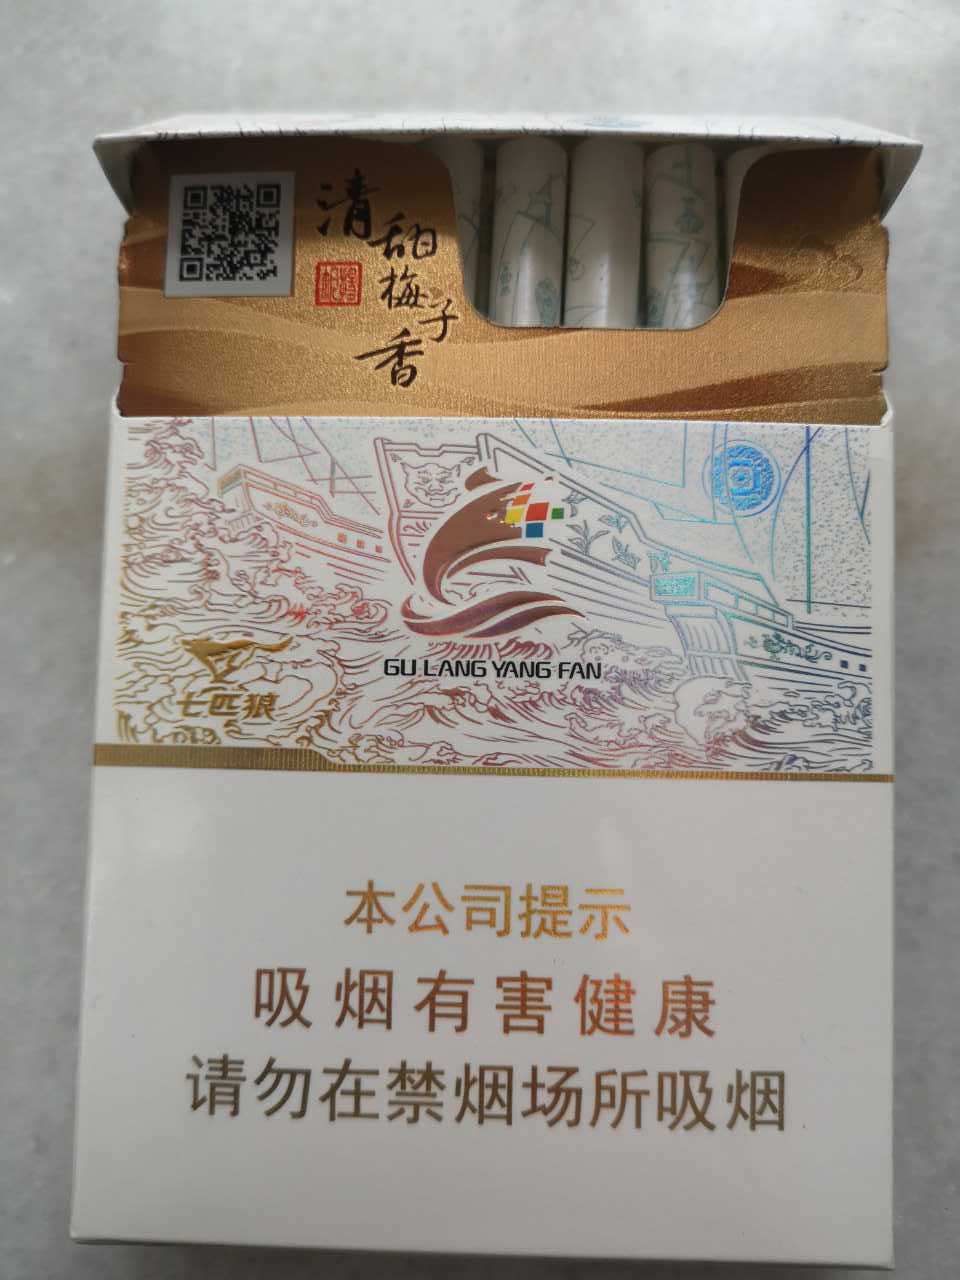 清甜梅子香
GU LANG YANG FAN
七匹狼
本公司提示
吸烟有害健康
请勿在禁烟场所吸烟